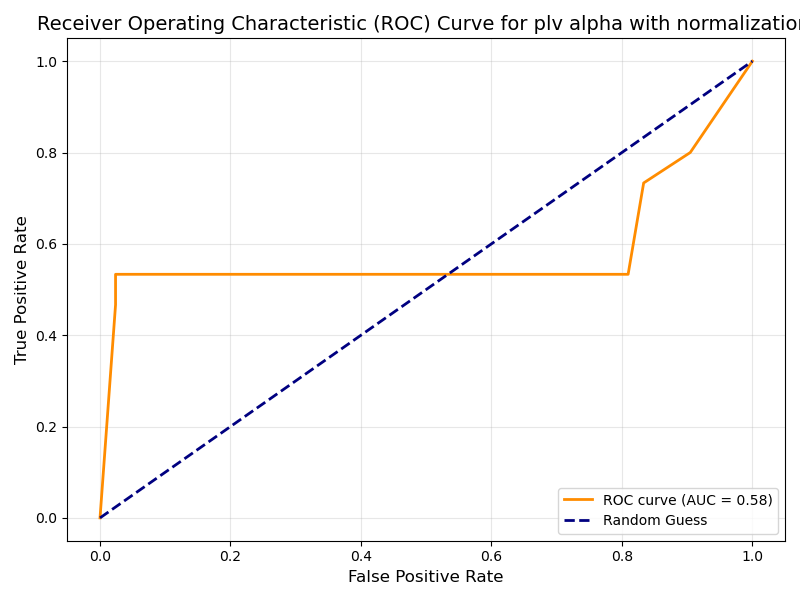 Receiver Operating Characteristic (ROC) Curve for plv alpha with normalization
True Positive Rate
1.0
0.8
0.6
0.4
0.2
0.0
0.0 0.2 0.4 0.6 0.8 1.0
False Positive Rate
ROC curve (AUC = 0.58)
Random Guess